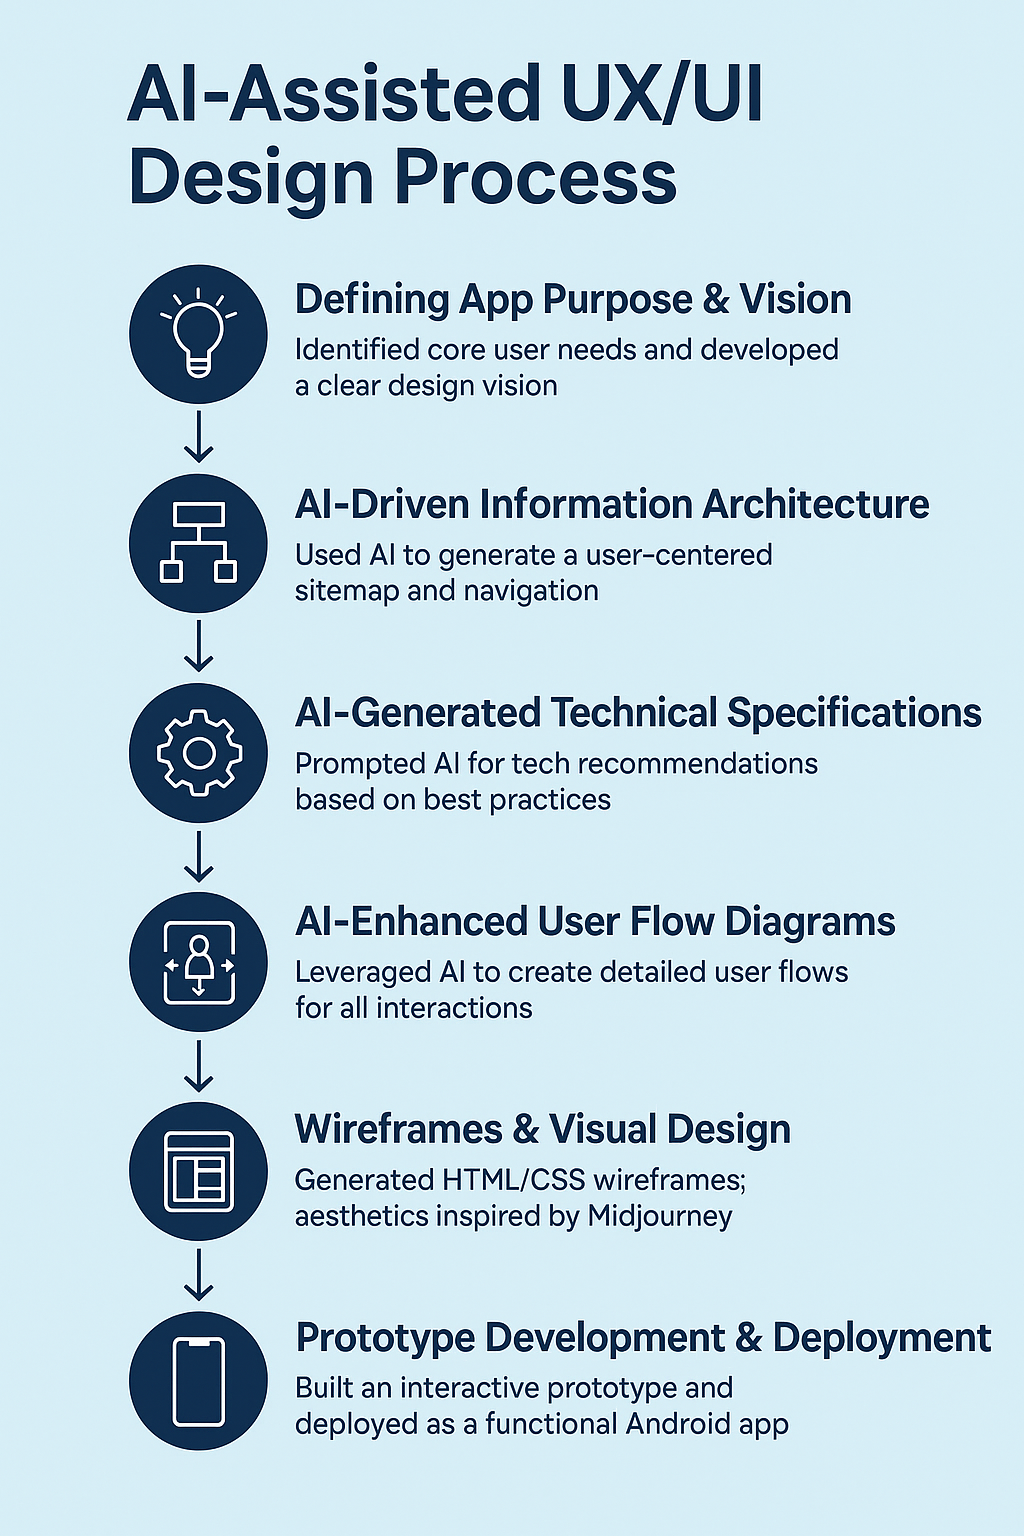 AI-Assisted UX/UI
Design Process
Defining App Purpose & Vision
Identified core user needs and developed
a clear design vision
AI-Driven Information Architecture
Used AI to generate a user-centered
sitemap and navigation
AI-Generated Technical Specifications
Prompted AI for tech recommendations
based on best practices
AI-Enhanced User Flow Diagrams
Leveraged AI to create detailed user flows
for all interactions
Wireframes & Visual Design
Generated HTML/CSS wireframes;
aesthetics inspired by Midjourney
Prototype Development & Deployment
Built an interactive prototype and
deployed as a functional Android app